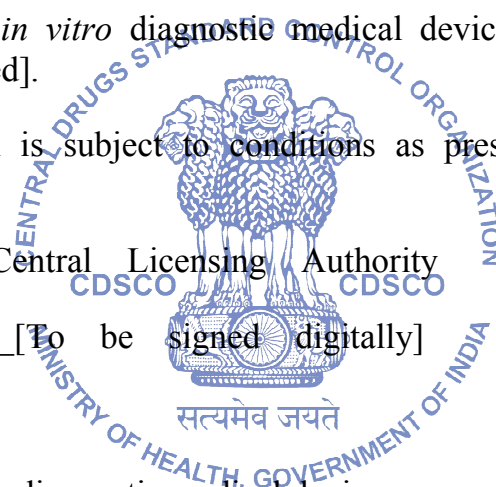 in vitro diagnostic medical devic
ed].
is subject to conditions as pres
Central Licensing Authority
[To be signed digitally]
CENTRAL DRUGS STANDARD CONTROL ORGANIZATION
CDSCO CDSCO
सत्यमेव जयते
MINISTRY OF HEALTH, GOVERNMENT OF INDIA